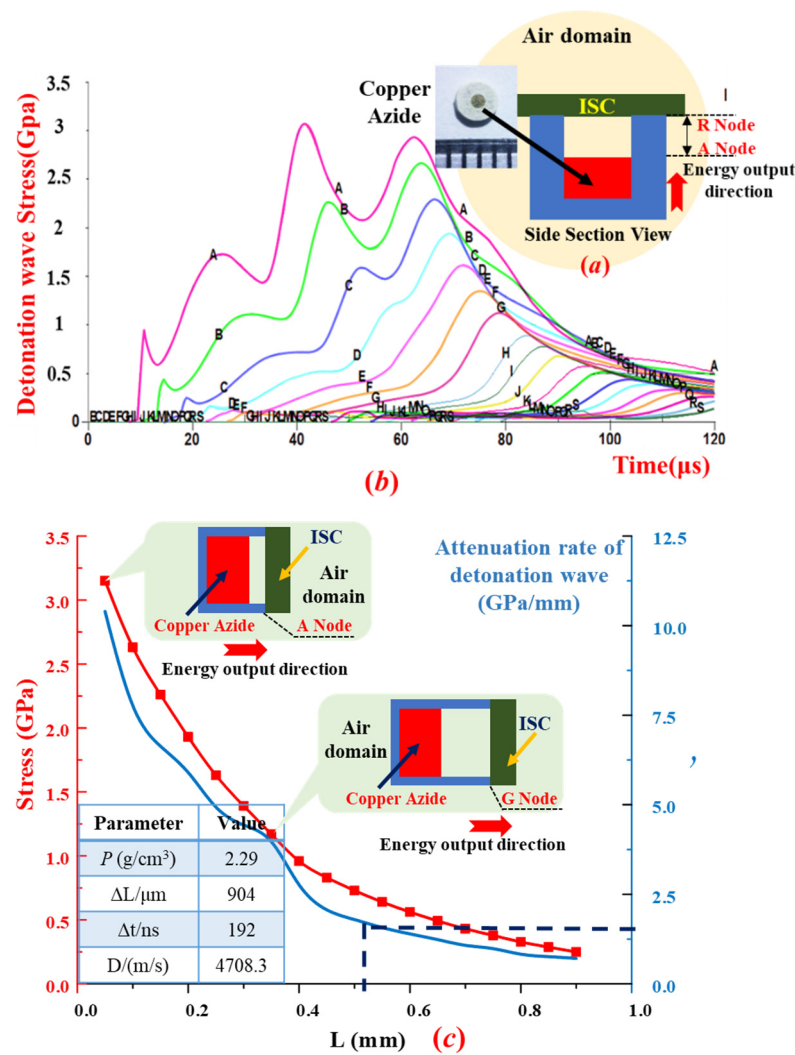 Air domain
Copper
Azide
ISC
I
R Node
A Node
Energy output
direction
Side Section View
(a)
Detonation wave Stress(Gpa)
3.5
3
2.5
2
1.5
1
0.5
0
A
A
B
A
B
C
D
E
F
G
A
B
C
C
D
E
F
G
H
I
J
K
A
0
20
40
60
80
100
120
Time(μs)
(b)
3.5
3.0
2.5
2.0
1.5
1.0
0.5
0.0
Stress (GPa)
ISC
Air
domain
Copper Azide
A Node
Energy output direction
Attenuation rate of
detonation wave
(GPa/mm)
12.5
10.0
7.5
5.0
2.5
0.0
,
Air
domain
ISC
Copper Azide
G Node
Energy output direction
Parameter Value
P (g/cm³) 2.29
ΔL/μm 904
Δt/ns 192
D/(m/s) 4708.3
0.0
0.2
0.4
0.6
0.8
1.0
L (mm)
(c)